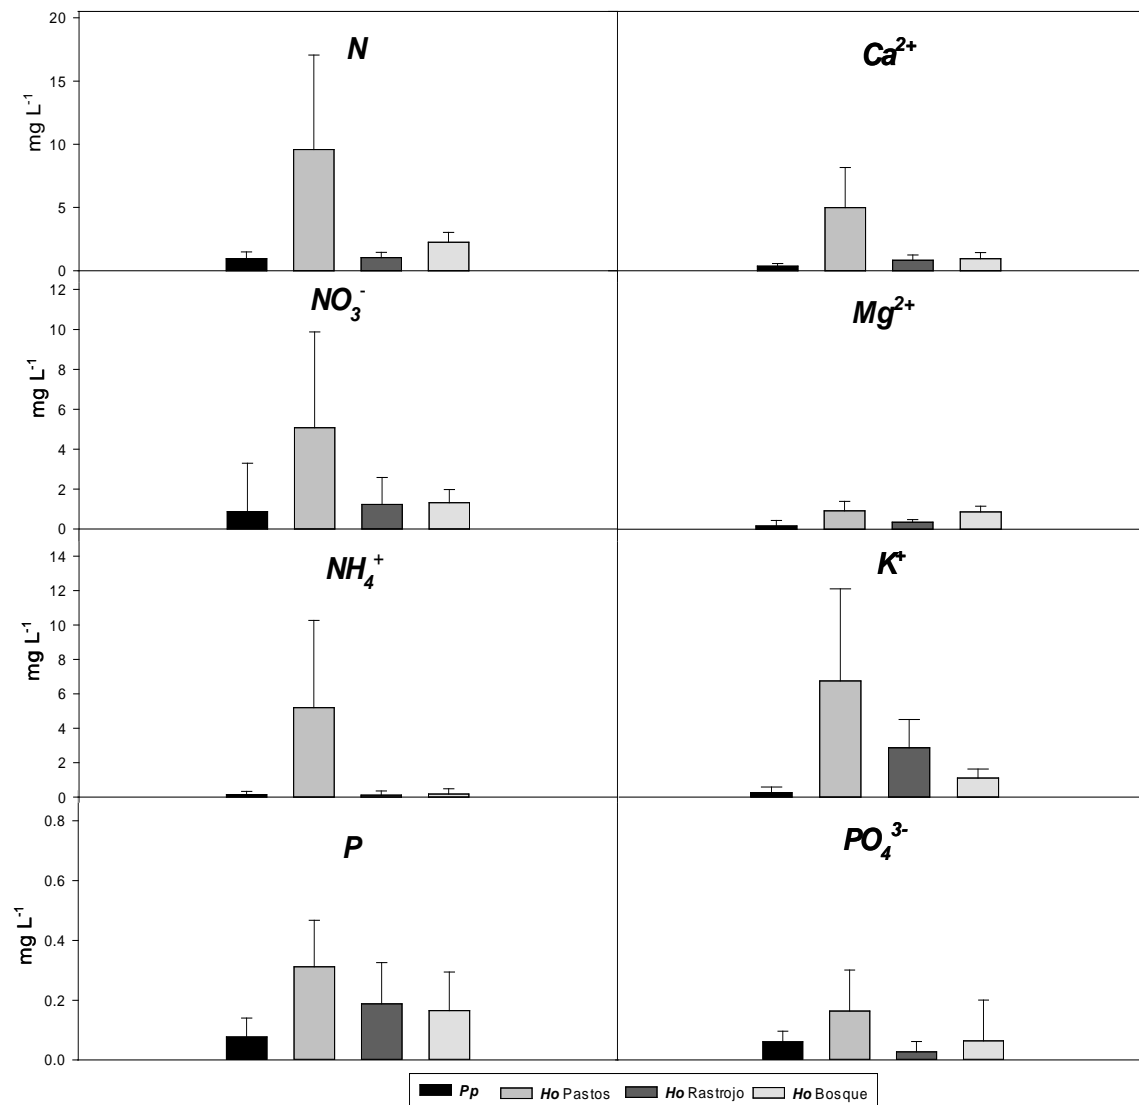 N
Ca²⁺
mg L⁻¹
20
15
10
5
0
NO₃⁻
Mg²⁺
mg L⁻¹
12
10
8
6
4
2
0
NH₄⁺
K⁺
mg L⁻¹
14
12
10
8
6
4
2
0
P
PO₄³⁻
mg L⁻¹
0.8
0.6
0.4
0.2
0.0
Pp Ho Pastos Ho Rastrojo Ho Bosque